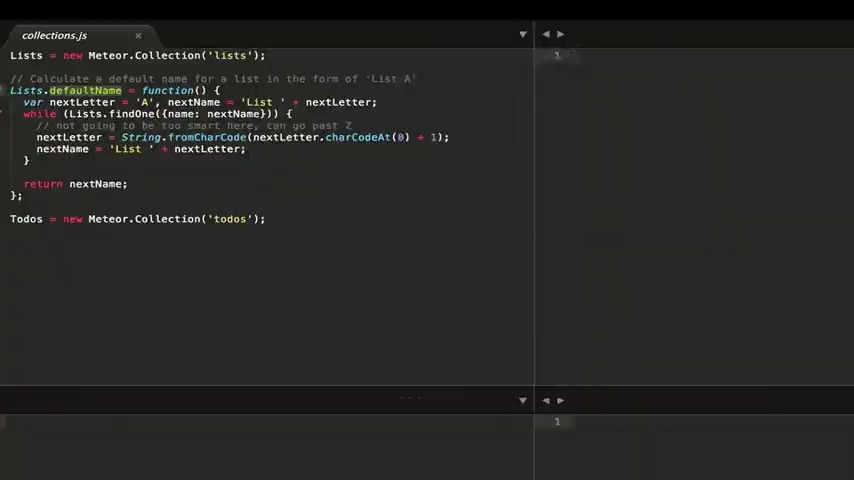 collections.js
Lists = new Meteor.Collection('lists');
// Calculate a default name for a list in the form of 'List A'
Lists.defaultName = function() {
var nextLetter = 'A', nextName = 'List ' + nextLetter;
while (Lists.findOne({name: nextName})) {
// not going to be too smart here, can go past Z
nextLetter = String.fromCharCode(nextLetter.charCodeAt(0) + 1);
nextName = 'List ' + nextLetter;
}
return nextName;
};
Todos = new Meteor.Collection('todos');
1
1